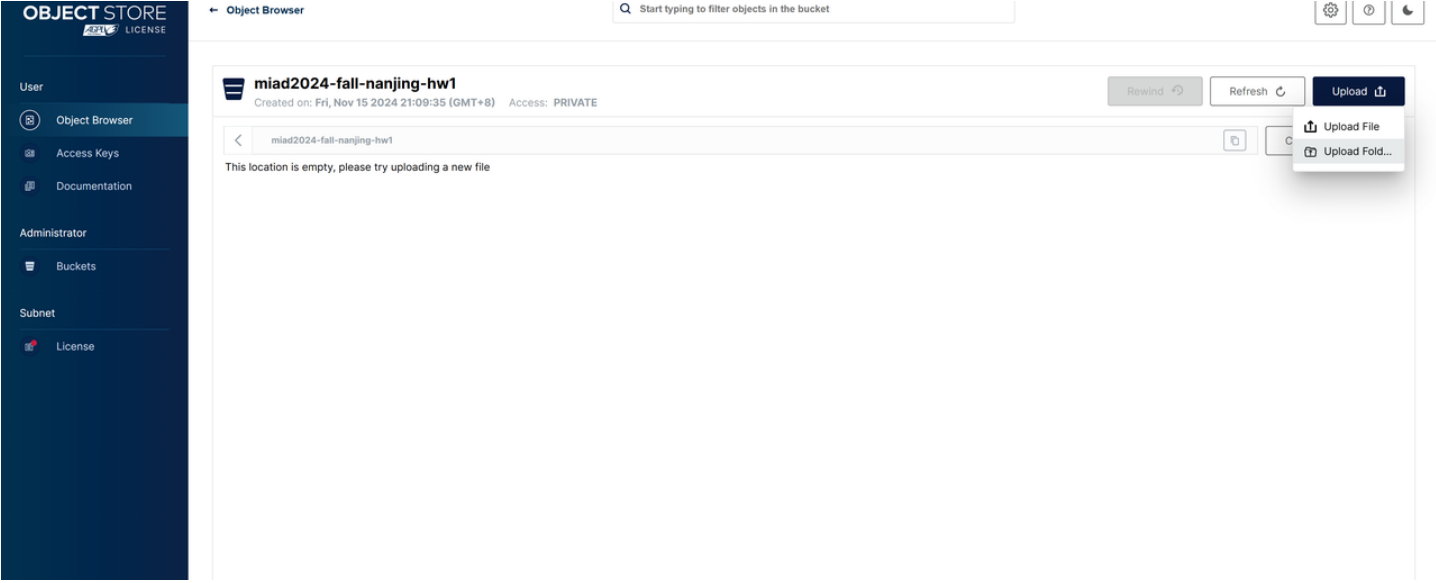 OBJECT STORE
AGPLv3 LICENSE
User
Object Browser
Access Keys
Documentation
Administrator
Buckets
Subnet
License
← Object Browser
Start typing to filter objects in the bucket
miad2024-fall-nanjing-hw1
Created on: Fri, Nov 15 2024 21:09:35 (GMT+8) Access: PRIVATE
Rewind
Refresh
Upload
Upload File
Upload Fold...
miad2024-fall-nanjing-hw1
This location is empty, please try uploading a new file